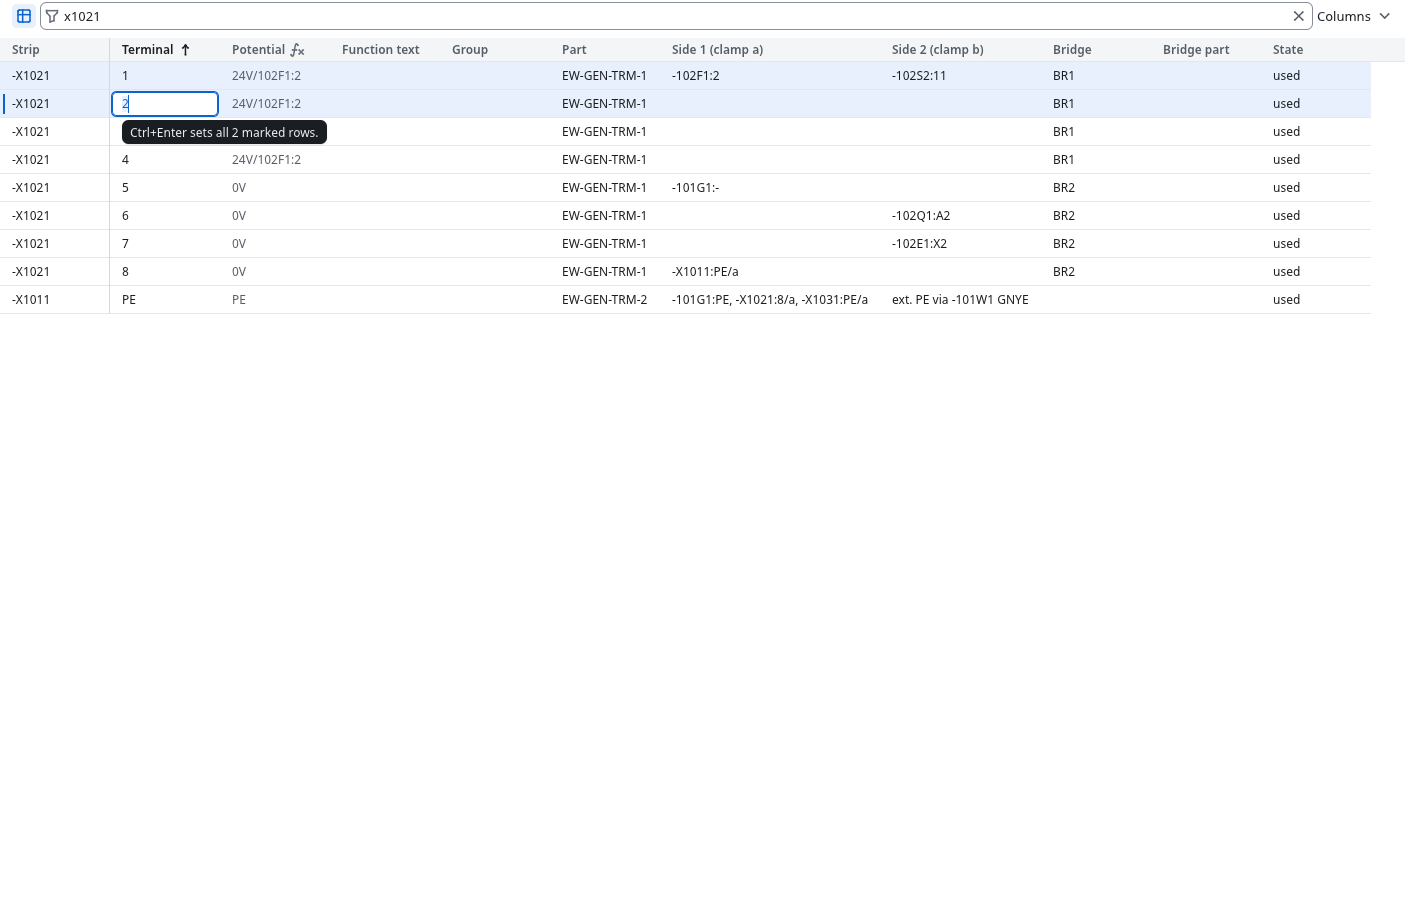 x1021 Columns
Strip Terminal Potential fx Function text Group Part Side 1 (clamp a) Side 2 (clamp b) Bridge Bridge part State
-X1021 1 24V/102F1:2 EW-GEN-TRM-1 -102F1:2 -102S2:11 BR1 used
-X1021 2 24V/102F1:2 EW-GEN-TRM-1 BR1 used
-X1021 EW-GEN-TRM-1 BR1 used
Ctrl+Enter sets all 2 marked rows.
-X1021 4 24V/102F1:2 EW-GEN-TRM-1 BR1 used
-X1021 5 0V EW-GEN-TRM-1 -101G1:- BR2 used
-X1021 6 0V EW-GEN-TRM-1 -102Q1:A2 BR2 used
-X1021 7 0V EW-GEN-TRM-1 -102E1:X2 BR2 used
-X1021 8 0V EW-GEN-TRM-1 -X1011:PE/a BR2 used
-X1011 PE PE EW-GEN-TRM-2 -101G1:PE, -X1021:8/a, -X1031:PE/a ext. PE via -101W1 GNYE used